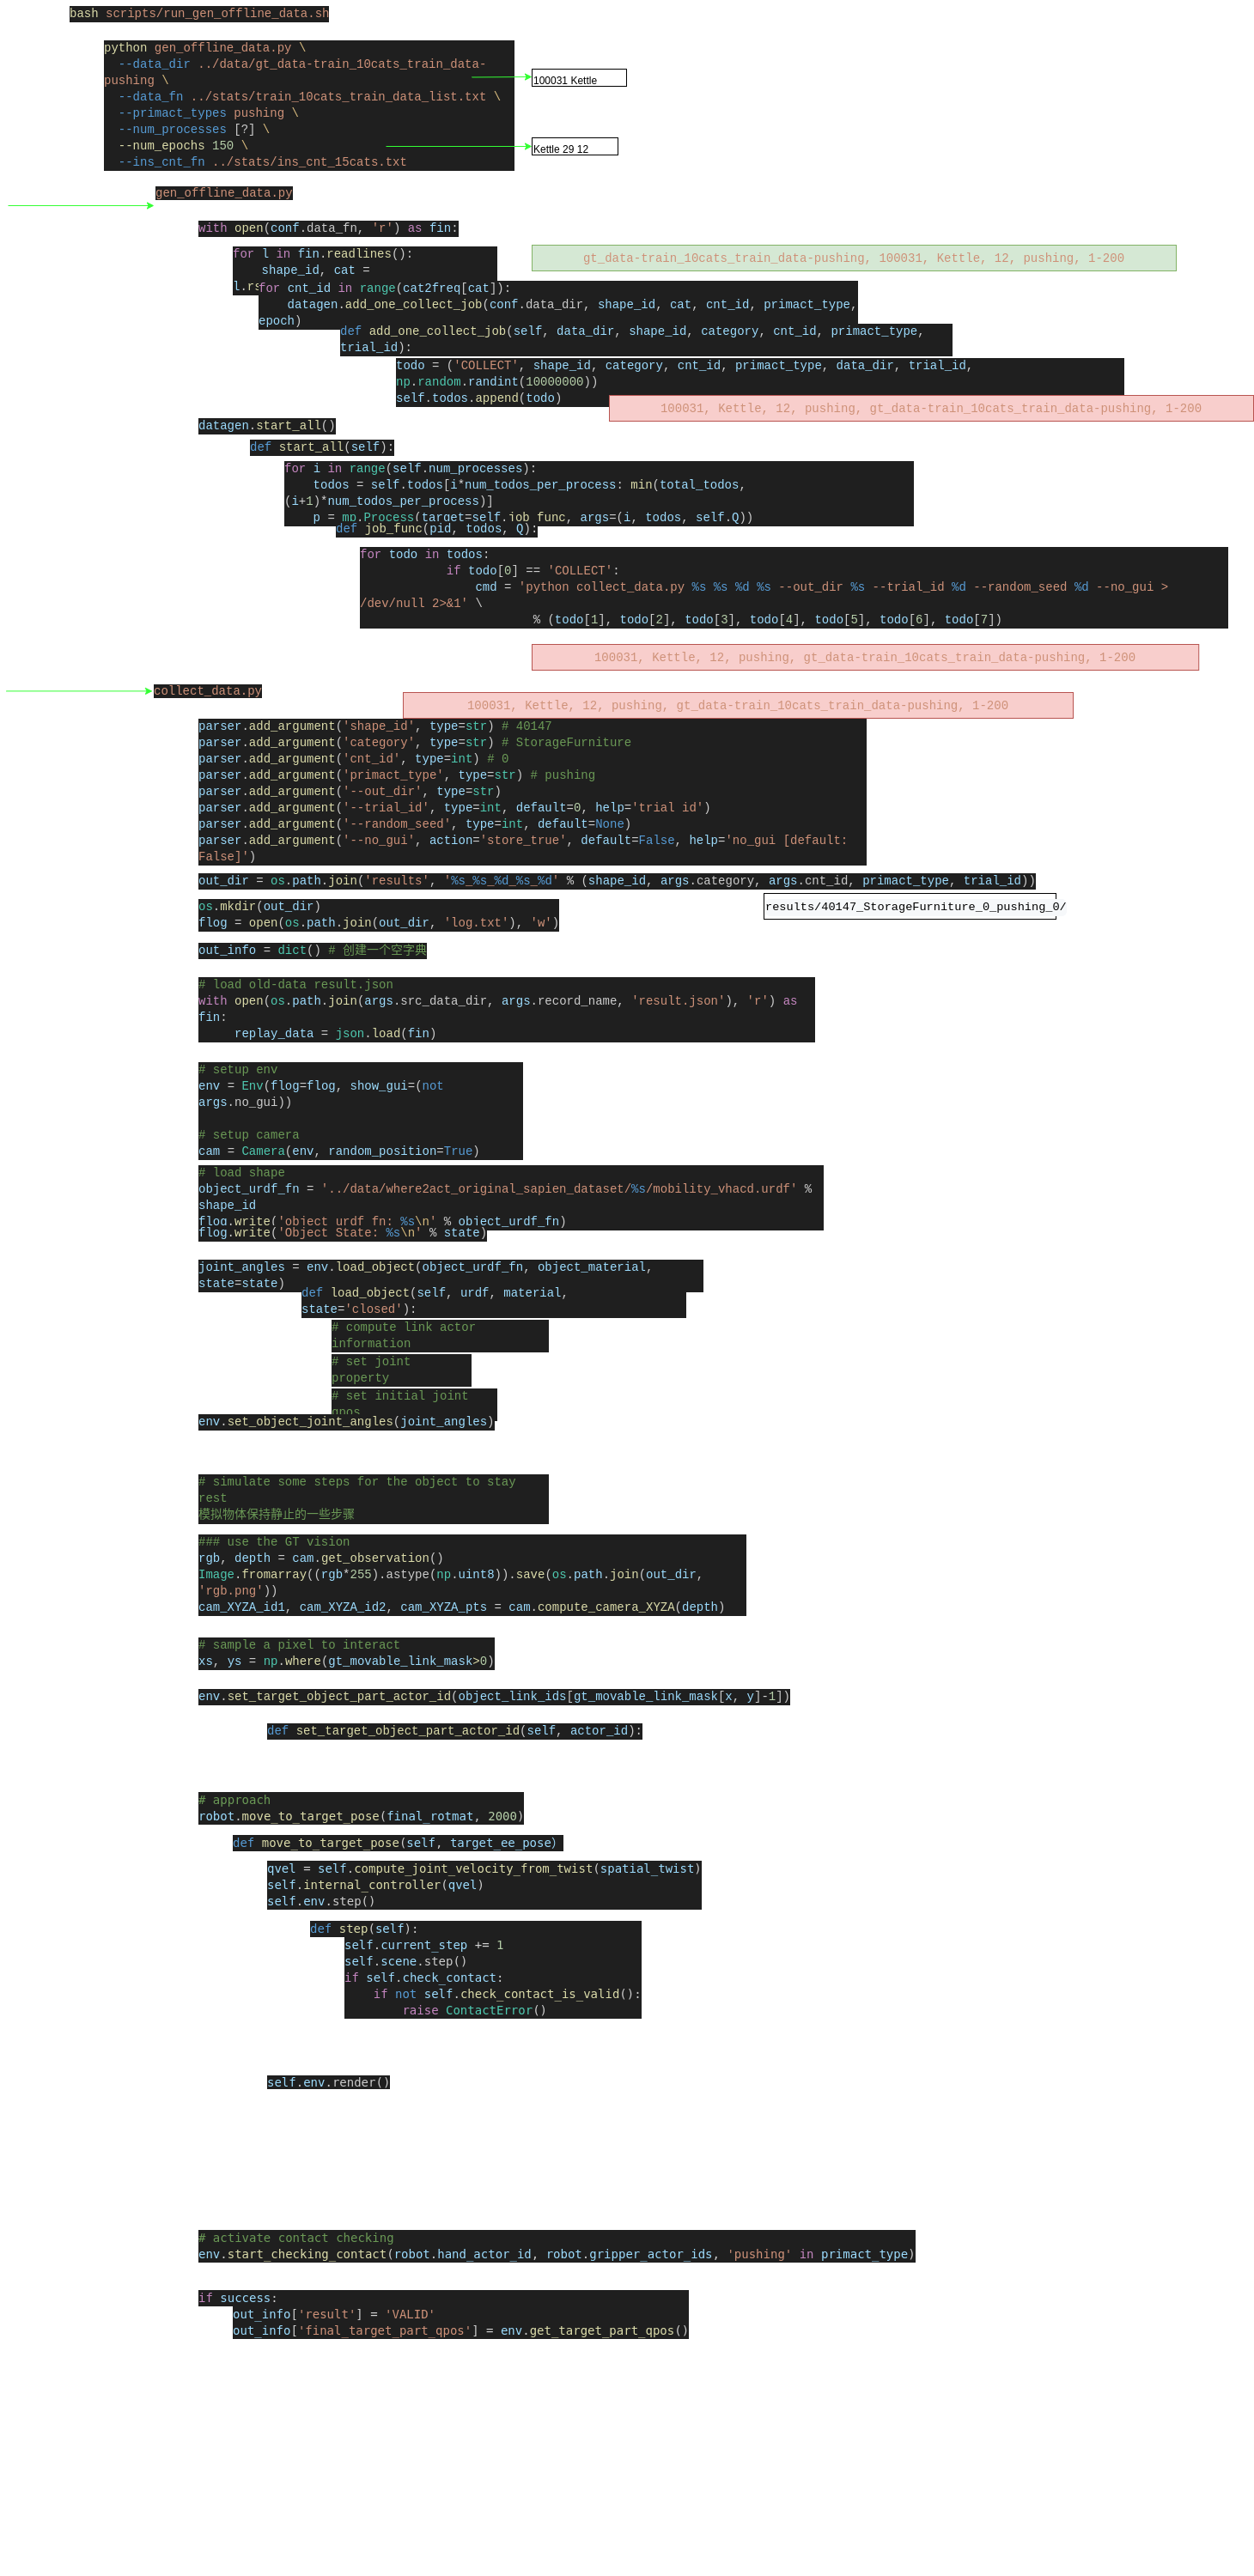 bash scripts/run_gen_offline_data.sh
python gen_offline_data.py \
--data_dir ../data/gt_data-train_10cats_train_data-
pushing \
100031 Kettle
--data_fn ../stats/train_10cats_train_data_list.txt \
--primact_types pushing \
--num_processes [?] \
--num_epochs 150 \
Kettle 29 12
--ins_cnt_fn ../stats/ins_cnt_15cats.txt
gen_offline_data.py
with open(conf.data_fn, 'r') as fin:
for l in fin.readlines():
gt_data-train_10cats_train_data-pushing, 100031, Kettle, 12, pushing, 1-200
shape_id, cat =
for cnt_id in range(cat2freq[cat]):
datagen.add_one_collect_job(conf.data_dir, shape_id, cat, cnt_id, primact_type,
epoch)
def add_one_collect_job(self, data_dir, shape_id, category, cnt_id, primact_type,
trial_id):
todo = ('COLLECT', shape_id, category, cnt_id, primact_type, data_dir, trial_id,
np.random.randint(10000000))
self.todos.append(todo)
100031, Kettle, 12, pushing, gt_data-train_10cats_train_data-pushing, 1-200
datagen.start_all()
def start_all(self):
for i in range(self.num_processes):
todos = self.todos[i*num_todos_per_process: min(total_todos,
(i+1)*num_todos_per_process)]
p = mp.Process(target=self.job_func, args=(i, todos, self.Q))
def job_func(pid, todos, Q):
for todo in todos:
if todo[0] == 'COLLECT':
cmd = 'python collect_data.py %s %s %d %s --out_dir %s --trial_id %d --random_seed %d --no_gui >
/dev/null 2>&1' \
% (todo[1], todo[2], todo[3], todo[4], todo[5], todo[6], todo[7])
100031, Kettle, 12, pushing, gt_data-train_10cats_train_data-pushing, 1-200
collect_data.py
100031, Kettle, 12, pushing, gt_data-train_10cats_train_data-pushing, 1-200
parser.add_argument('shape_id', type=str) # 40147
parser.add_argument('category', type=str) # StorageFurniture
parser.add_argument('cnt_id', type=int) # 0
parser.add_argument('primact_type', type=str) # pushing
parser.add_argument('--out_dir', type=str)
parser.add_argument('--trial_id', type=int, default=0, help='trial id')
parser.add_argument('--random_seed', type=int, default=None)
parser.add_argument('--no_gui', action='store_true', default=False, help='no_gui [default:
False]')
out_dir = os.path.join('results', '%s_%s_%d_%s_%d' % (shape_id, args.category, args.cnt_id, primact_type, trial_id))
os.mkdir(out_dir)
results/40147_StorageFurniture_0_pushing_0/
flog = open(os.path.join(out_dir, 'log.txt'), 'w')
out_info = dict() # 创建一个空字典
# load old-data result.json
with open(os.path.join(args.src_data_dir, args.record_name, 'result.json'), 'r') as
fin:
replay_data = json.load(fin)
# setup env
env = Env(flog=flog, show_gui=(not
args.no_gui))
# setup camera
cam = Camera(env, random_position=True)
# load shape
object_urdf_fn = '../data/where2act_original_sapien_dataset/%s/mobility_vhacd.urdf' %
shape_id
flog.write('object_urdf_fn: %s\n' % object_urdf_fn)
flog.write('Object State: %s\n' % state)
joint_angles = env.load_object(object_urdf_fn, object_material,
state=state)
def load_object(self, urdf, material,
state='closed'):
# compute link actor
information
# set joint
property
# set initial joint
qpos
env.set_object_joint_angles(joint_angles)
# simulate some steps for the object to stay
rest
模拟物体保持静止的一些步骤
### use the GT vision
rgb, depth = cam.get_observation()
Image.fromarray((rgb*255).astype(np.uint8)).save(os.path.join(out_dir,
'rgb.png'))
cam_XYZA_id1, cam_XYZA_id2, cam_XYZA_pts = cam.compute_camera_XYZA(depth)
# sample a pixel to interact
xs, ys = np.where(gt_movable_link_mask>0)
env.set_target_object_part_actor_id(object_link_ids[gt_movable_link_mask[x, y]-1])
def set_target_object_part_actor_id(self, actor_id):
# approach
robot.move_to_target_pose(final_rotmat, 2000)
def move_to_target_pose(self, target_ee_pose)
qvel = self.compute_joint_velocity_from_twist(spatial_twist)
self.internal_controller(qvel)
self.env.step()
def step(self):
self.current_step += 1
self.scene.step()
if self.check_contact:
if not self.check_contact_is_valid():
raise ContactError()
self.env.render()
# activate contact checking
env.start_checking_contact(robot.hand_actor_id, robot.gripper_actor_ids, 'pushing' in primact_type)
if success:
out_info['result'] = 'VALID'
out_info['final_target_part_qpos'] = env.get_target_part_qpos()